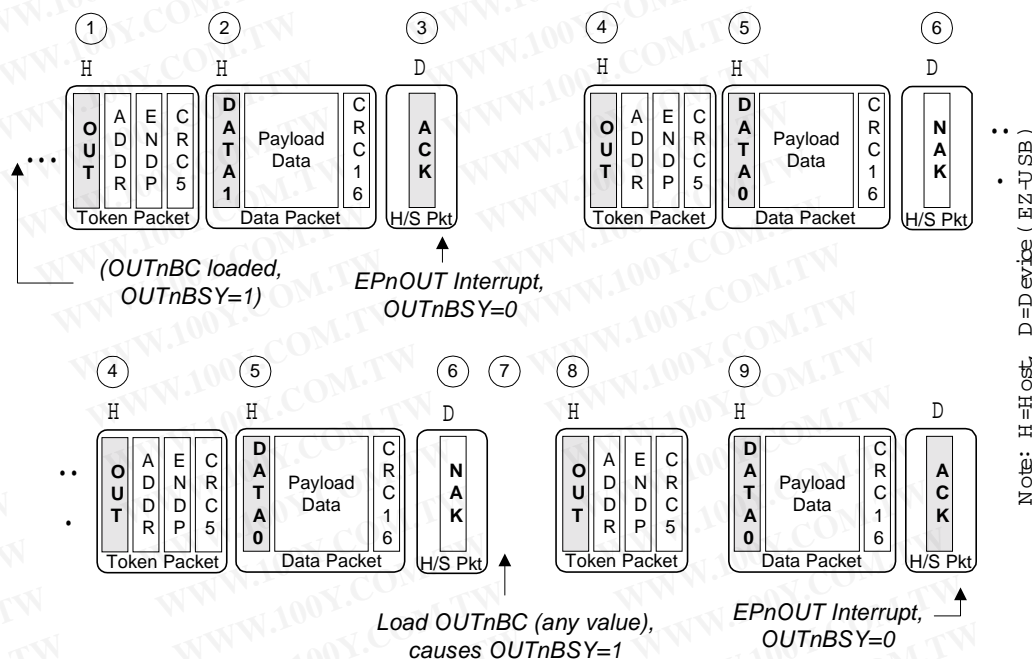 1 2 3 4 5 6
H H D H H D
OUT ADDR ENDP CRC5 DATA1 Payload Data CRC16 ACK OUT ADDR ENDP CRC5 DATA0 Payload Data CRC16 NAK
Token Packet Data Packet H/S Pkt Token Packet Data Packet H/S Pkt
(OUTnBC loaded,
OUTnBSY=1)
EPnOUT Interrupt,
OUTnBSY=0
4 5 6 7 8 9
H H D H H D
OUT ADDR ENDP CRC5 DATA0 Payload Data CRC16 NAK OUT ADDR ENDP CRC5 DATA0 Payload Data CRC16 ACK
Token Packet Data Packet H/S Pkt Token Packet Data Packet H/S Pkt
Load OUTnBC (any value),
causes OUTnBSY=1
EPnOUT Interrupt,
OUTnBSY=0
Note: H=Host D=Device (EZ-USB)
WWW.100Y.COM.TW